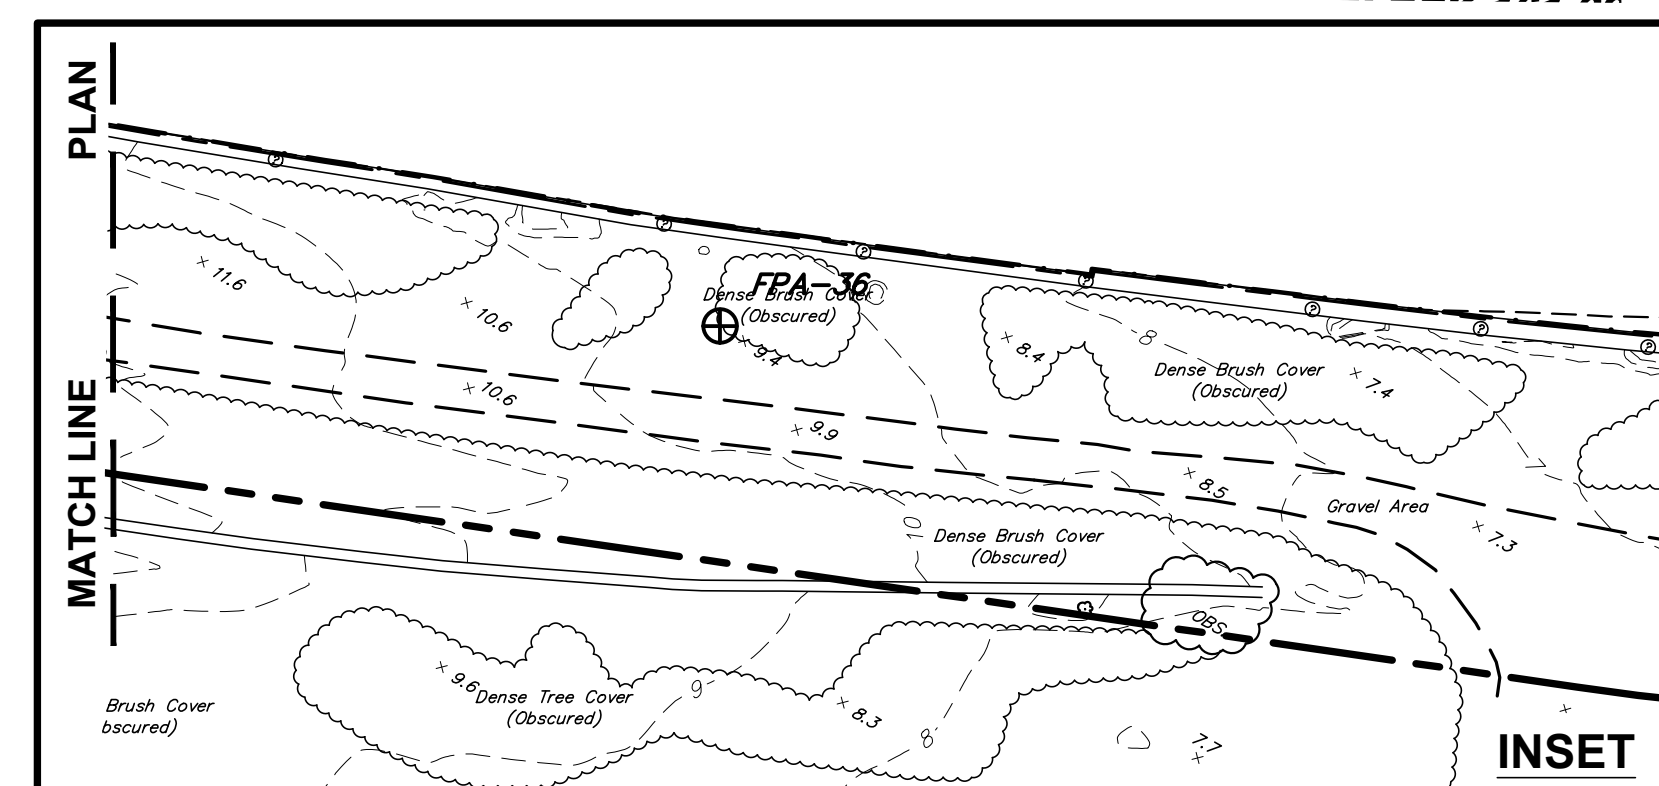 PLAN
MATCH LINE
?
?
?
?
?
?
?
11.6
10.6
FPA-36
Dense Brush Cover
(Obscured)
9.4
8.4
8
Dense Brush Cover
(Obscured)
7.4
10.6
9.9
8.5
7
Gravel Area
7.3
10
Dense Brush Cover
(Obscured)
OBS
9.6
Dense Tree Cover
(Obscured)
9
8.3
8
7.7
Brush Cover
bscured)
INSET